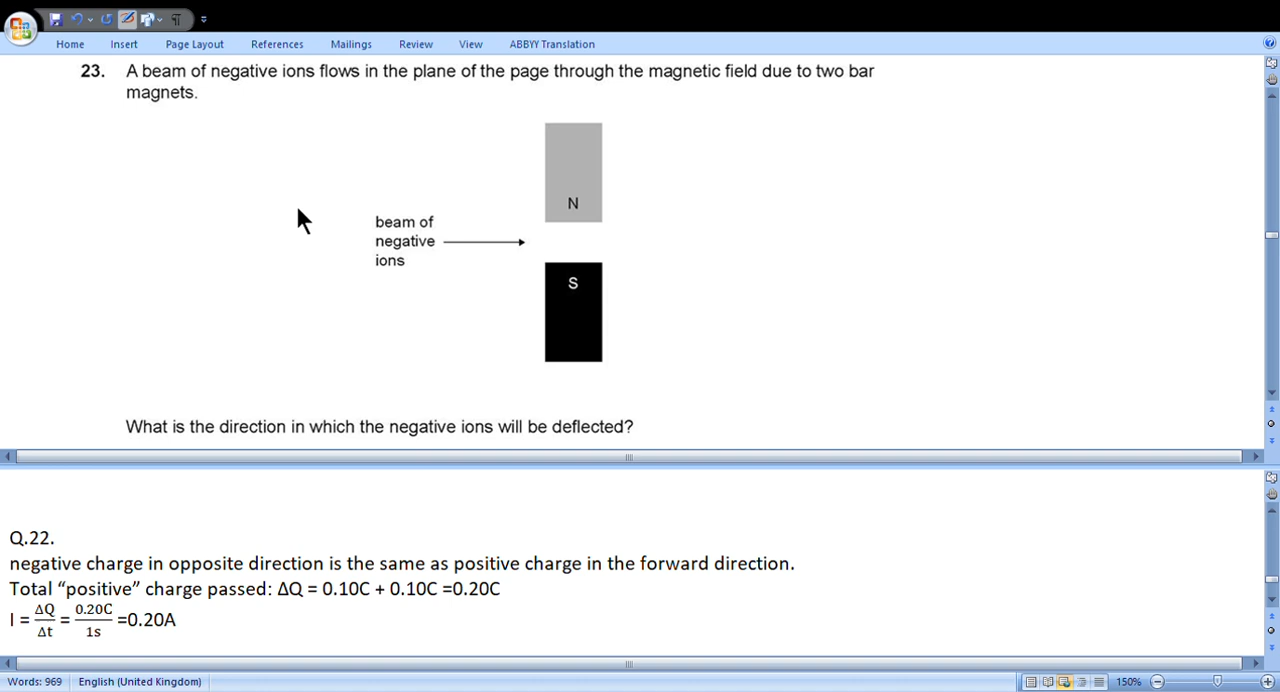 Home Insert Page Layout References Mailings Review View ABBYY Translation
23. A beam of negative ions flows in the plane of the page through the magnetic field due to two bar
magnets.
N
beam of
negative
ions
S
What is the direction in which the negative ions will be deflected?
Q.22.
negative charge in opposite direction is the same as positive charge in the forward direction.
Total “positive” charge passed: ΔQ = 0.10C + 0.10C =0.20C
I = ΔQ/Δt = 0.20C/1s =0.20A
Words: 969 English (United Kingdom) 150%